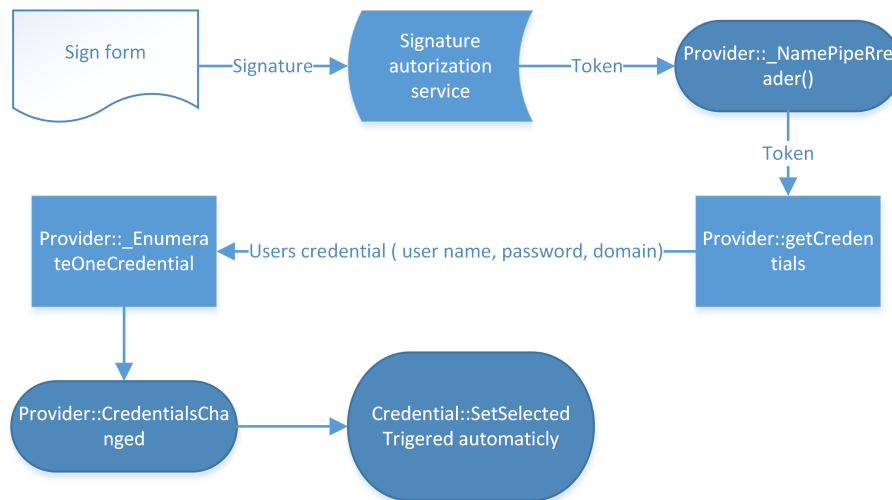 Sign form
Signature
Signature
autorization
service
Token
Provider::_NamePipeRre
ader()
Token
Provider::_Enumera
teOneCredential
Users credential ( user name, password, domain)
Provider::getCreden
tials
Provider::CredentialsCha
nged
Credential::SetSelected
Trigered automaticly